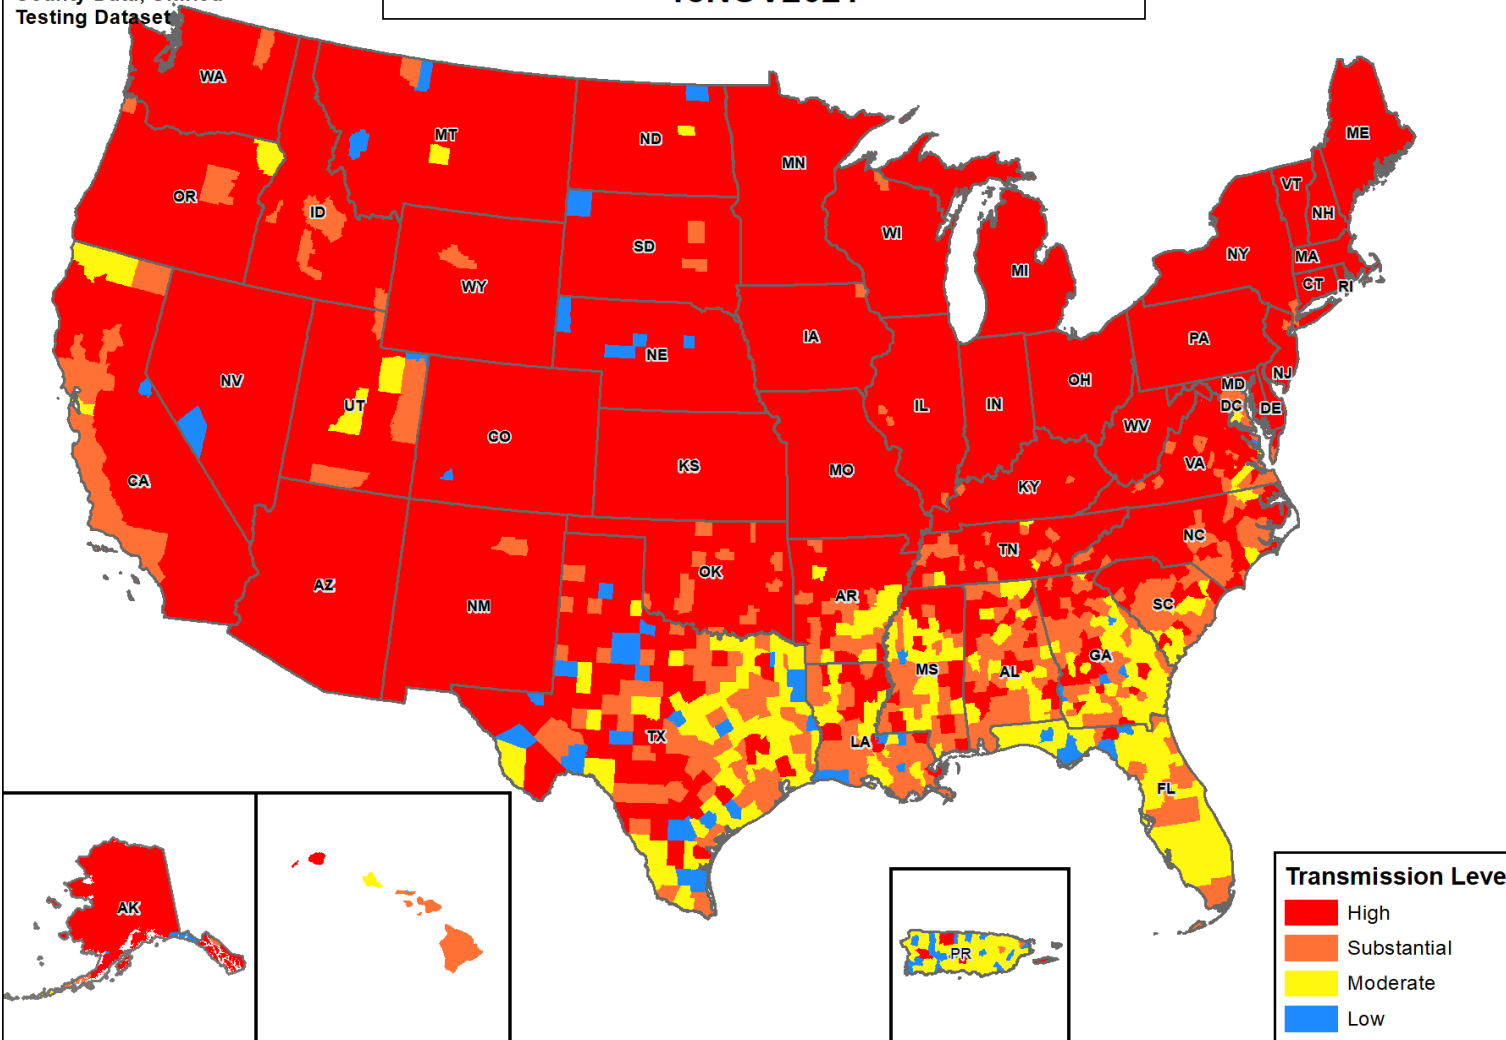 Testing Dataset
WA
MT
ND
MN
ME
OR
ID
SD
WI
VT
NH
NY
MA
WY
MI
CT
RI
IA
PA
NV
NE
OH
NJ
MD
UT
IL
IN
DC
DE
CO
WV
CA
KS
MO
KY
VA
AZ
NM
OK
TN
NC
AR
SC
MS
AL
GA
TX
LA
FL
AK
PR
Transmission Leve
High
Substantial
Moderate
Low